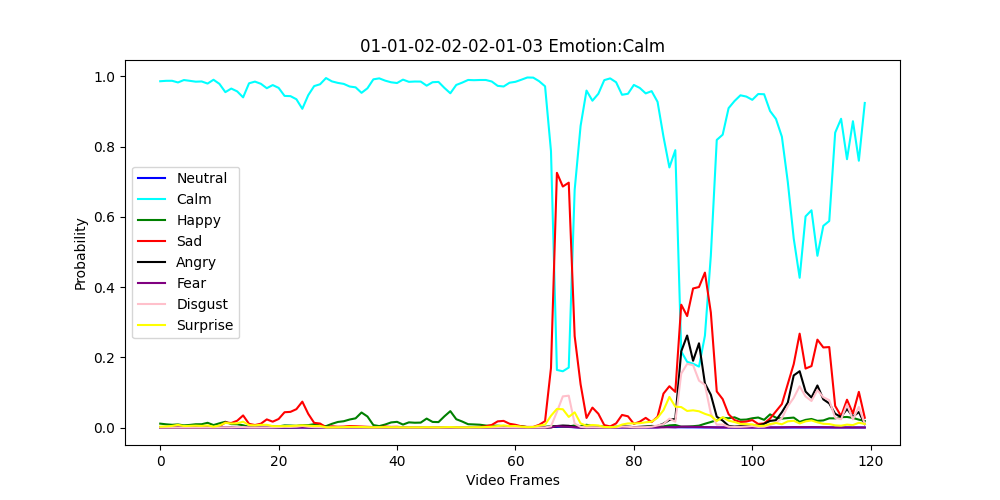 01-01-02-02-02-01-03 Emotion:Calm
Probability
1.0
0.8
0.6
0.4
0.2
0.0
Neutral
Calm
Happy
Sad
Angry
Fear
Disgust
Surprise
0 20 40 60 80 100 120
Video Frames